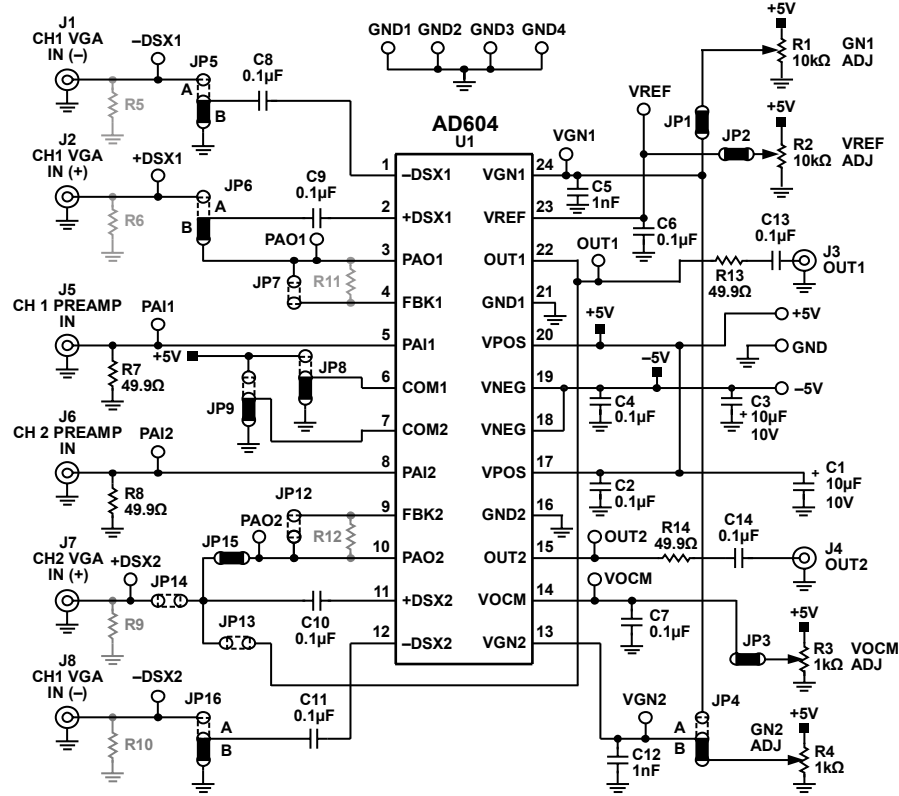 J1
CH1 VGA
IN (–)
–DSX1
JP5
A
B
C8
0.1µF
R5
GND1 GND2 GND3 GND4
+5V
R1
10kΩ
GN1
ADJ
VREF
JP1
JP2
+5V
R2
10kΩ
VREF
ADJ
AD604
U1
J2
CH1 VGA
IN (+)
+DSX1
JP6
A
B
C9
0.1µF
R6
PAO1
JP7
R11
1 –DSX1
2 +DSX1
3 PAO1
4 FBK1
5 PAI1
6 COM1
7 COM2
8 PAI2
9 FBK2
10 PAO2
11 +DSX2
12 –DSX2
VGN1 24
VREF 23
OUT1 22
GND1 21
VPOS 20
VNEG 19
VNEG 18
VPOS 17
GND2 16
OUT2 15
VOCM 14
VGN2 13
VGN1
C5
1nF
C6
0.1µF
OUT1
C13
0.1µF
R13
49.9Ω
J3
OUT1
+5V
+5V
GND
–5V
–5V
C4
0.1µF
C3
+ 10µF
10V
C2
0.1µF
+ C1
10µF
10V
J5
CH 1 PREAMP
IN
PAI1
R7
49.9Ω
+5V
JP8
JP9
J6
CH 2 PREAMP
IN
PAI2
R8
49.9Ω
JP12
PAO2
R12
JP15
OUT2
R14
49.9Ω
C14
0.1µF
J4
OUT2
J7
CH2 VGA
IN (+)
+DSX2
JP14
R9
JP13
C10
0.1µF
VOCM
C7
0.1µF
JP3
+5V
R3
1kΩ
VOCM
ADJ
J8
CH1 VGA
IN (–)
–DSX2
JP16
A
B
R10
C11
0.1µF
VGN2
C12
1nF
JP4
A
B
GN2
ADJ
+5V
R4
1kΩ